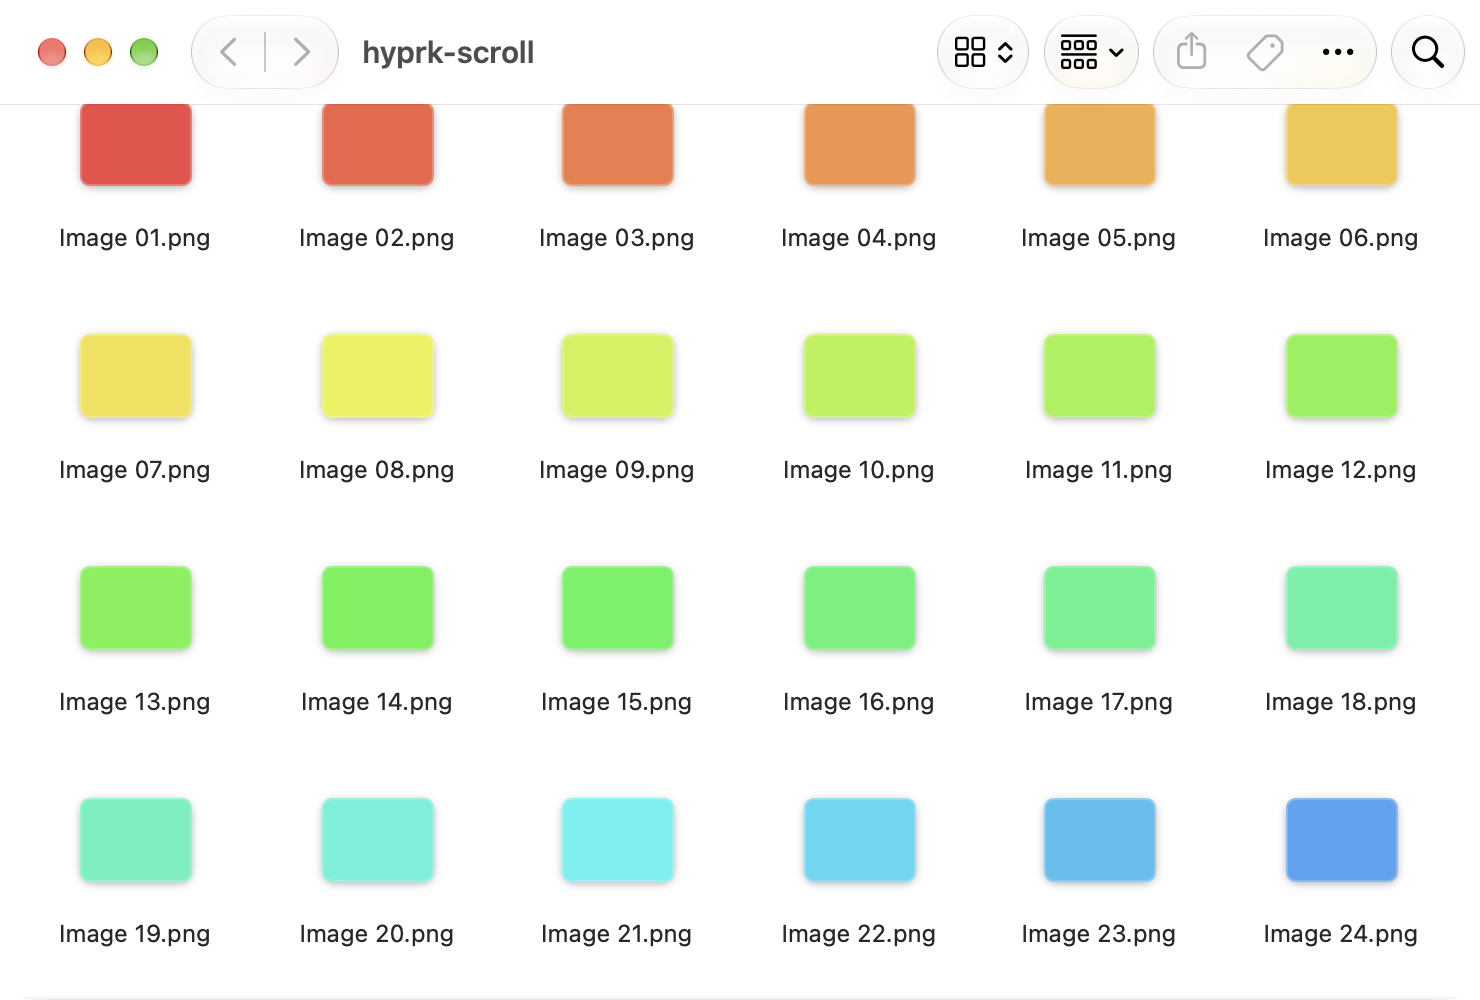 hyprk-scroll
Image 01.png
Image 02.png
Image 03.png
Image 04.png
Image 05.png
Image 06.png
Image 07.png
Image 08.png
Image 09.png
Image 10.png
Image 11.png
Image 12.png
Image 13.png
Image 14.png
Image 15.png
Image 16.png
Image 17.png
Image 18.png
Image 19.png
Image 20.png
Image 21.png
Image 22.png
Image 23.png
Image 24.png